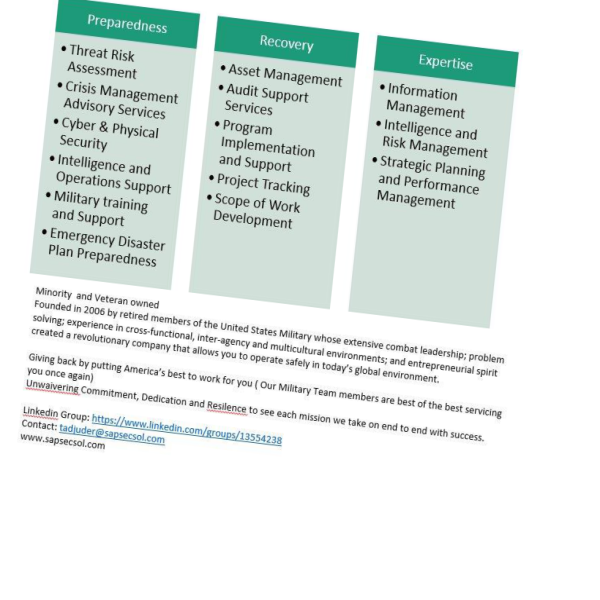 Preparedness
• Threat Risk
Assessment
• Crisis Management
Advisory Services
• Cyber & Physical
Security
• Intelligence and
Operations Support
• Military training
and Support
• Emergency Disaster
Plan Preparedness
Recovery
• Asset Management
• Audit Support
Services
• Program
Implementation
and Support
• Project Tracking
• Scope of Work
Development
Expertise
• Information
Management
• Intelligence and
Risk Management
• Strategic Planning
and Performance
Management
Minority and Veteran owned
Founded in 2006 by retired members of the United States Military whose extensive combat leadership; problem
solving; experience in cross-functional, inter-agency and multicultural environments; and entrepreneurial spirit
created a revolutionary company that allows you to operate safely in today's global environment.
Giving back by putting America's best to work for you ( Our Military Team members are best of the best servicing
you once again)
Unwaivering Commitment, Dedication and Resilence to see each mission we take on end to end with success.
Linkedin Group: https://www.linkedin.com/groups/13554238
Contact: tadjuder@sapsecsol.com
www.sapsecsol.com